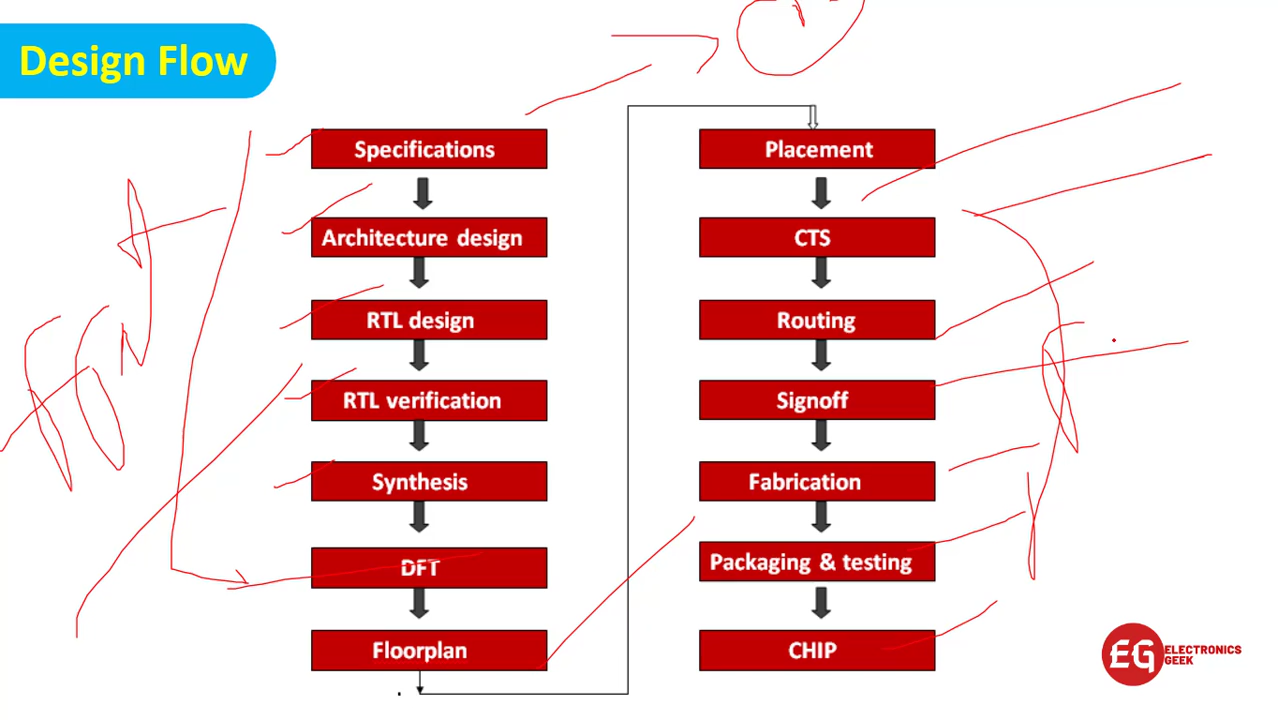 Design Flow
Specifications
Architecture design
RTL design
RTL verification
Synthesis
DFT
Floorplan
Placement
CTS
Routing
Signoff
Fabrication
Packaging & testing
CHIP
EG ELECTRONICS
GEEK